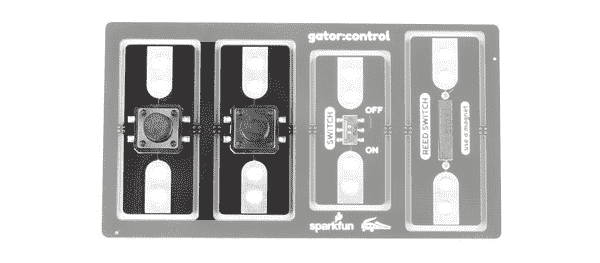 gator:control
SWITCH
OFF
ON
REED SWITCH
use a magnet
sparkfun